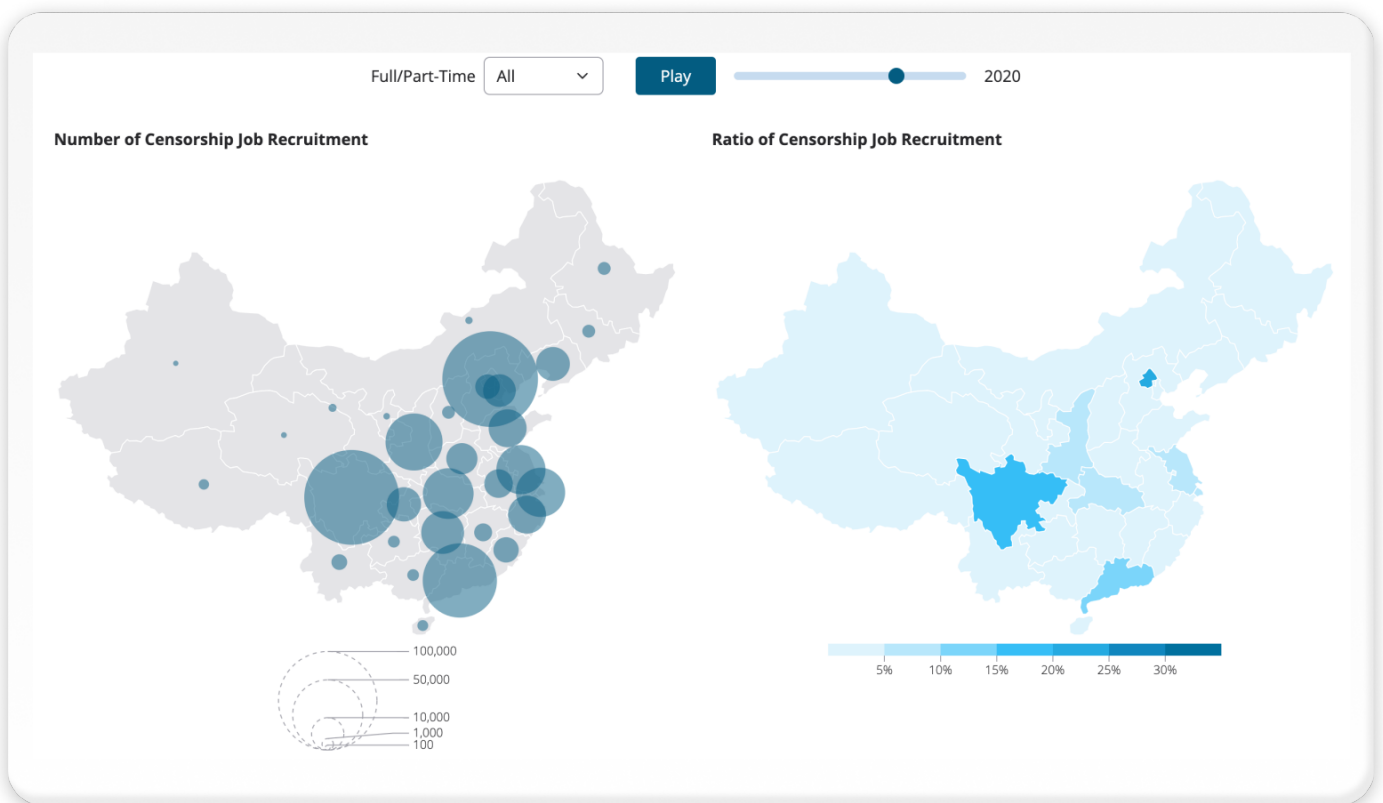 Full/Part-Time All Play 2020
Number of Censorship Job Recruitment
Ratio of Censorship Job Recruitment
100,000
50,000
10,000
1,000
100
5% 10% 15% 20% 25% 30%